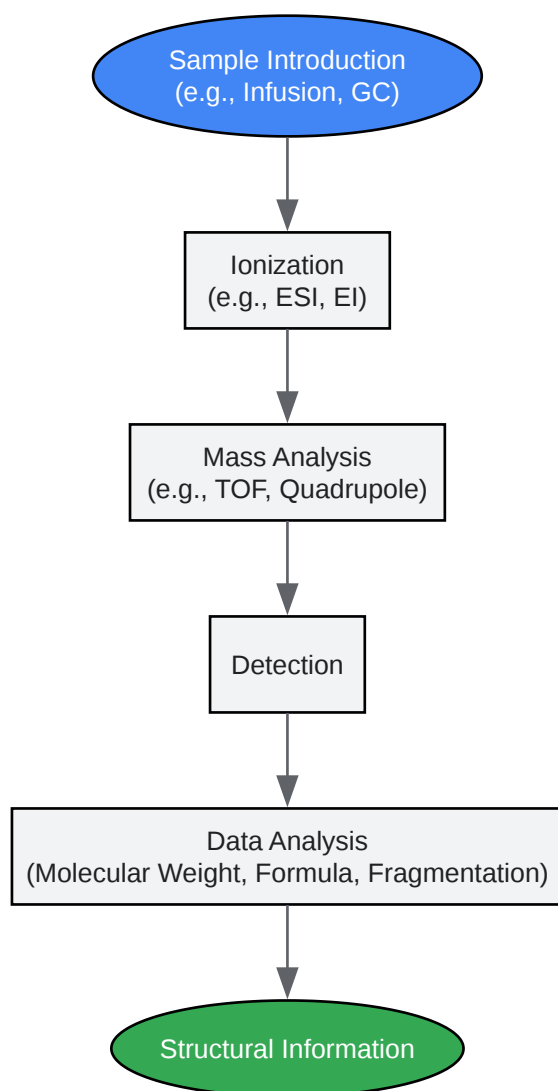 Sample Introduction
(e.g., Infusion, GC)
Ionization
(e.g., ESI, EI)
Mass Analysis
(e.g., TOF, Quadrupole)
Detection
Data Analysis
(Molecular Weight, Formula, Fragmentation)
Structural Information